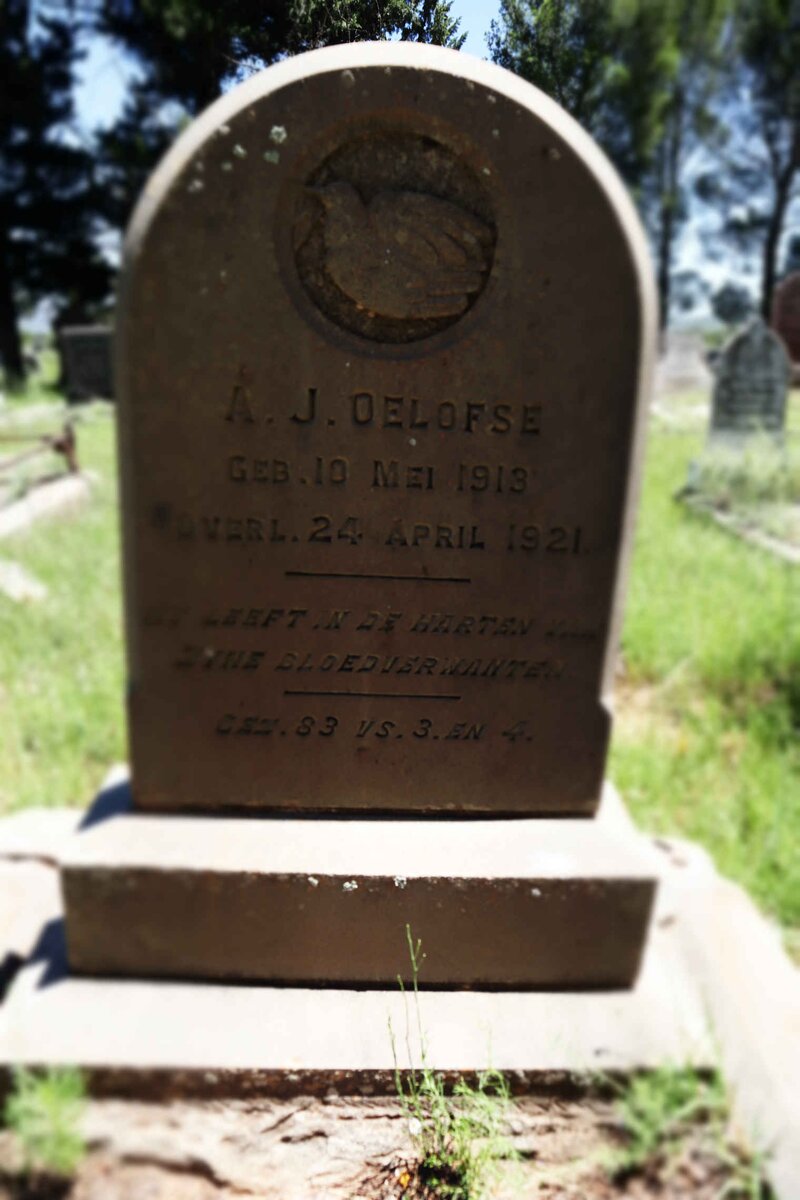 A. J. OELOFSE
GEB. 10 MEI 1913
OVERL. 24 APRIL 1921.
LEEFT IN DE HARTEN VAN
ZYNE BLOEDVERWANTEN.
GEZ. 83 VS. 3. EN 4.